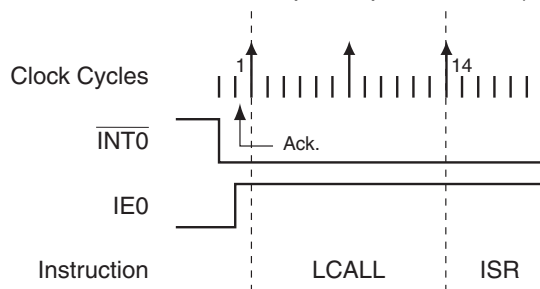 1
14
Clock Cycles
INT0
Ack.
IE0
Instruction LCALL ISR